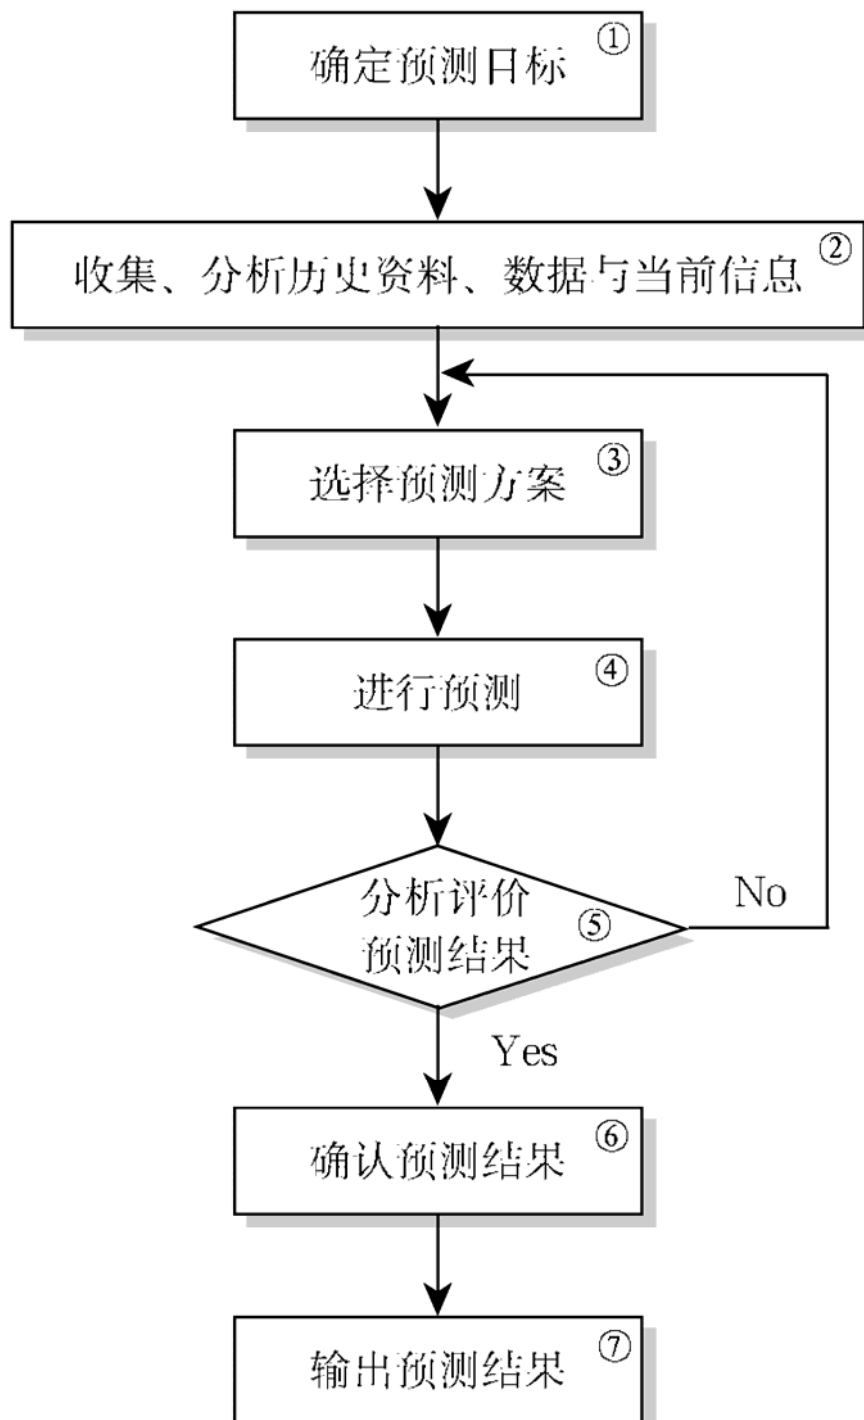 确定预测目标 ①
收集、分析历史资料、数据与当前信息 ②
选择预测方案 ③
进行预测 ④
分析评价
预测结果 ⑤
No
Yes
确认预测结果 ⑥
输出预测结果 ⑦